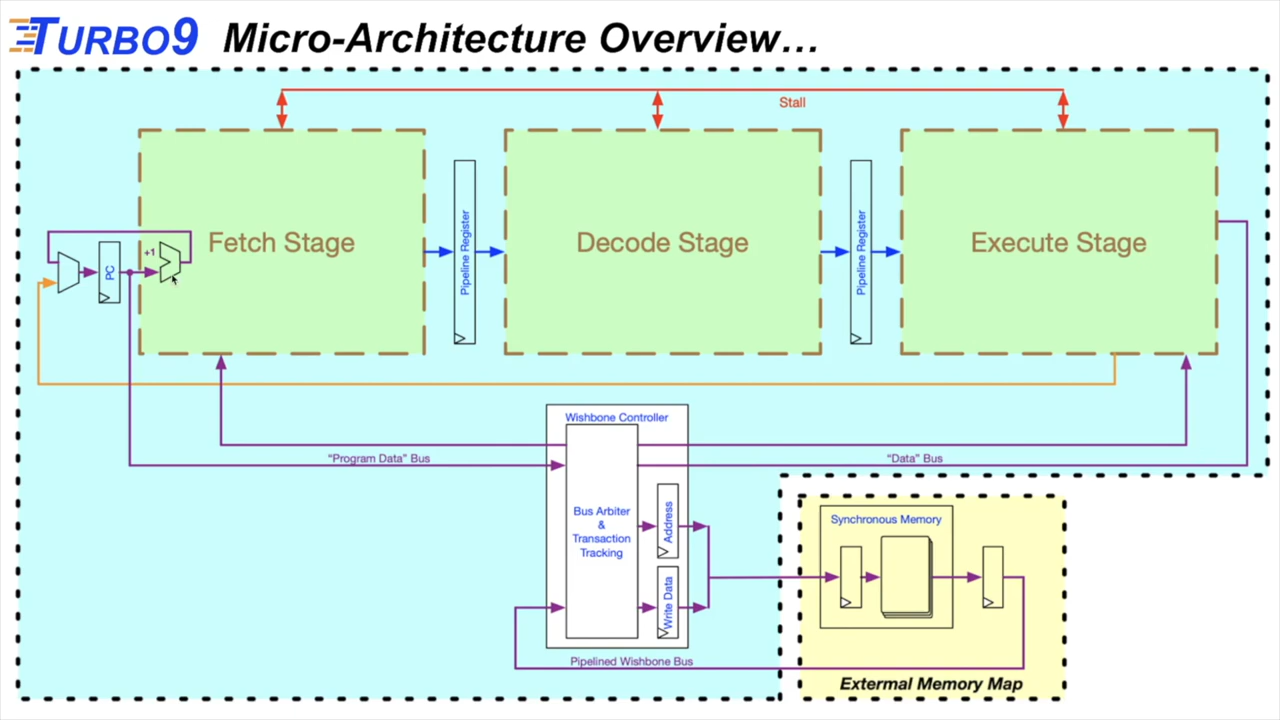 TURBO9 Micro-Architecture Overview...
Stall
+1
PC
Fetch Stage
Pipeline Register
Decode Stage
Pipeline Register
Execute Stage
Wishbone Controller
"Program Data" Bus
"Data" Bus
Bus Arbiter
&
Transaction
Tracking
Address
Write Data
Synchronous Memory
Pipelined Wishbone Bus
Extermal Memory Map